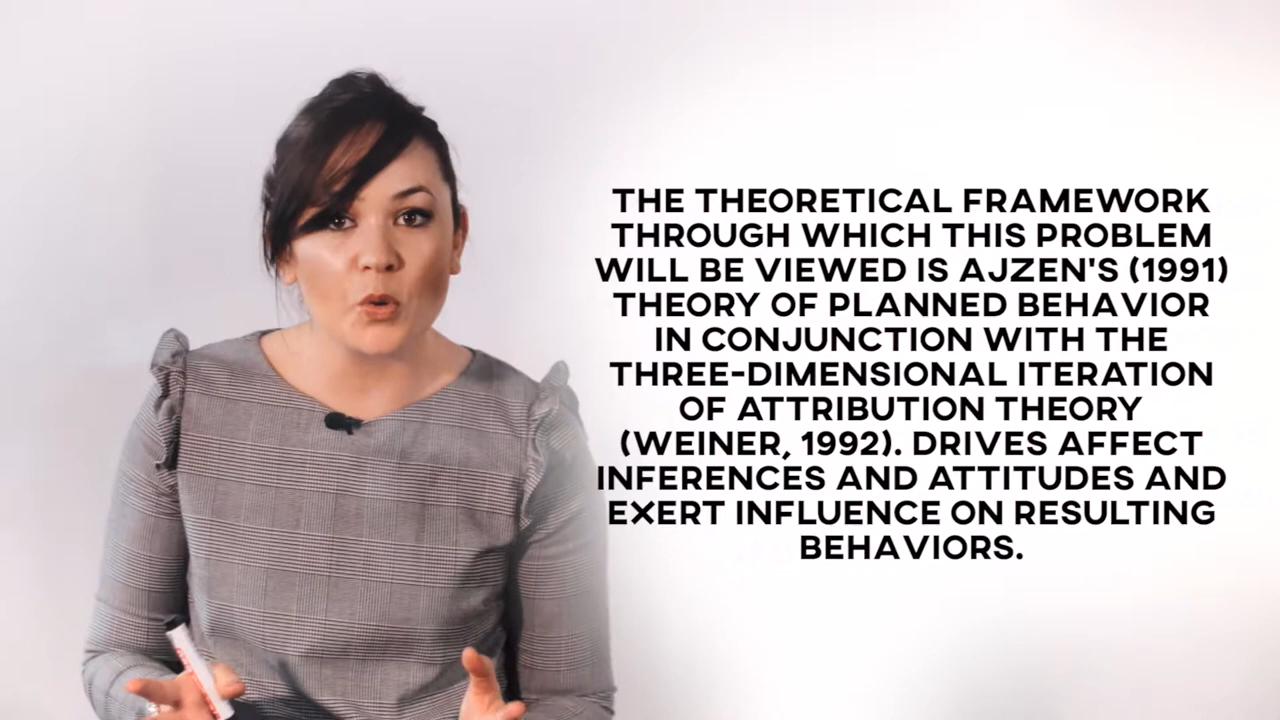 THE THEORETICAL FRAMEWORK
THROUGH WHICH THIS PROBLEM
WILL BE VIEWED IS AJZEN'S (1991)
THEORY OF PLANNED BEHAVIOR
IN CONJUNCTION WITH THE
THREE-DIMENSIONAL ITERATION
OF ATTRIBUTION THEORY
(WEINER, 1992). DRIVES AFFECT
INFERENCES AND ATTITUDES AND
EXERT INFLUENCE ON RESULTING
BEHAVIORS.